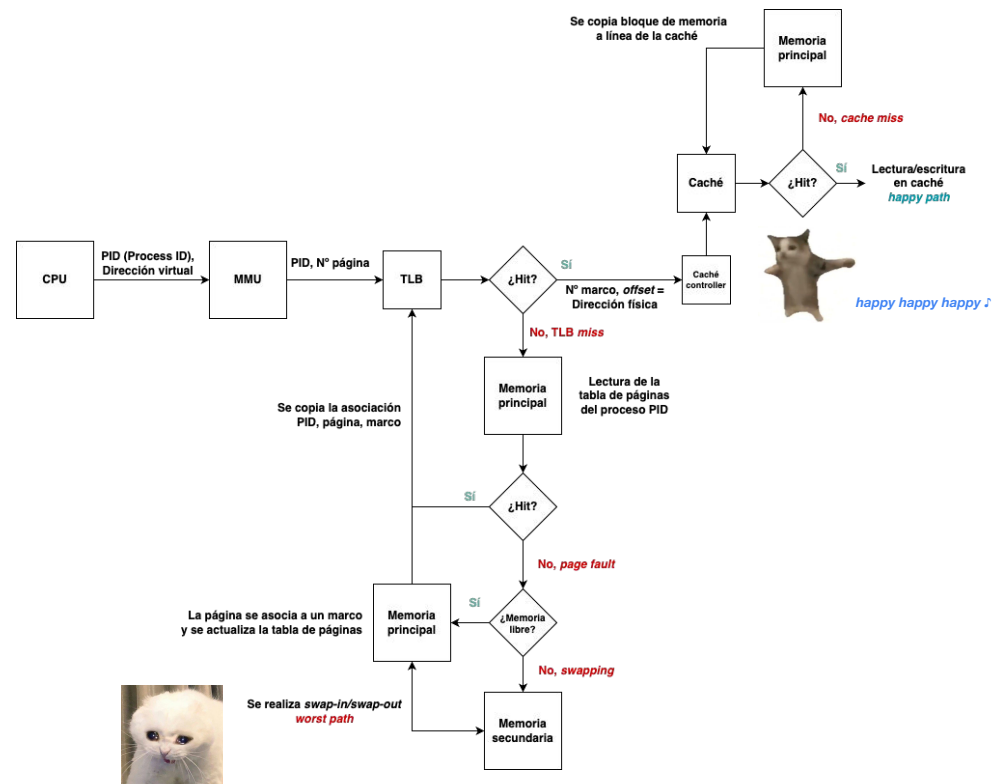 Se copia bloque de memoria
a línea de la caché
Memoria
principal
No, cache miss
Caché
¿Hit?
Sí
Lectura/escritura
en caché
happy path
CPU
PID (Process ID),
Dirección virtual
MMU
PID, Nº página
TLB
¿Hit?
Sí
Nº marco, offset =
Dirección física
Caché
controller
happy happy happy ♪
No, TLB miss
Memoria
principal
Lectura de la
tabla de páginas
del proceso PID
Se copia la asociación
PID, página, marco
Sí
¿Hit?
No, page fault
La página se asocia a un marco
y se actualiza la tabla de páginas
Memoria
principal
Sí
¿Memoria
libre?
No, swapping
Se realiza swap-in/swap-out
worst path
Memoria
secundaria